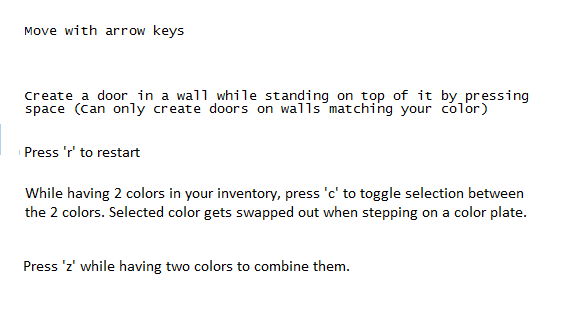 Move with arrow keys
Create a door in a wall while standing on top of it by pressing
space (Can only create doors on walls matching your color)
Press 'r' to restart
While having 2 colors in your inventory, press 'c' to toggle selection between
the 2 colors. Selected color gets swapped out when stepping on a color plate.
Press 'z' while having two colors to combine them.